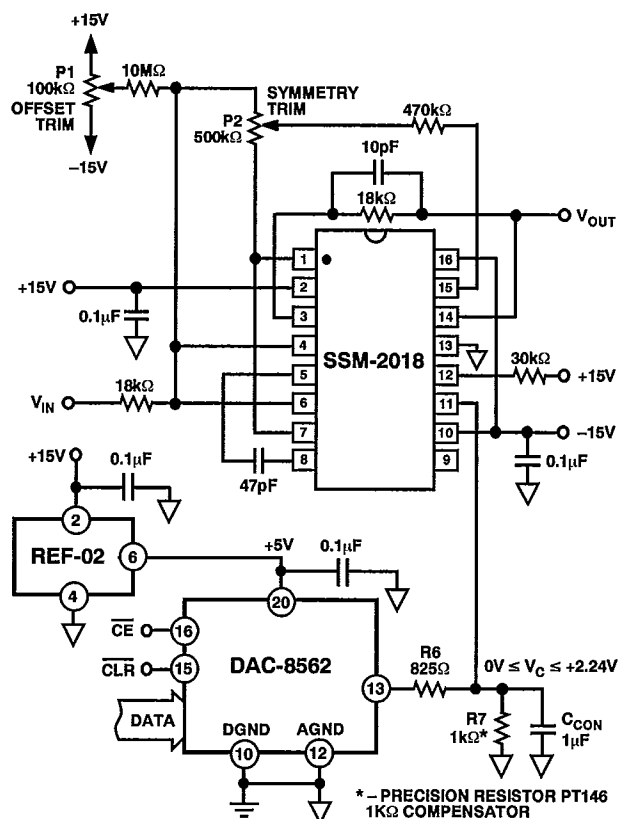 +15V
P1
100kΩ
OFFSET
TRIM
–15V
10MΩ
SYMMETRY
TRIM
P2
500kΩ
470kΩ
10pF
18kΩ
VOUT
+15V
0.1μF
18kΩ
VIN
47pF
1
2
3
4
5
6
7
8
SSM-2018
16
15
14
13
12
11
10
9
30kΩ
+15V
–15V
0.1μF
+15V
0.1μF
2
REF-02
6
4
+5V
0.1μF
20
CE
16
CLR
15
DAC-8562
13
DATA
DGND
AGND
10
12
R6
825Ω
0V ≤ VC ≤ +2.24V
R7
1kΩ*
CCON
1μF
* – PRECISION RESISTOR PT146
1KΩ COMPENSATOR